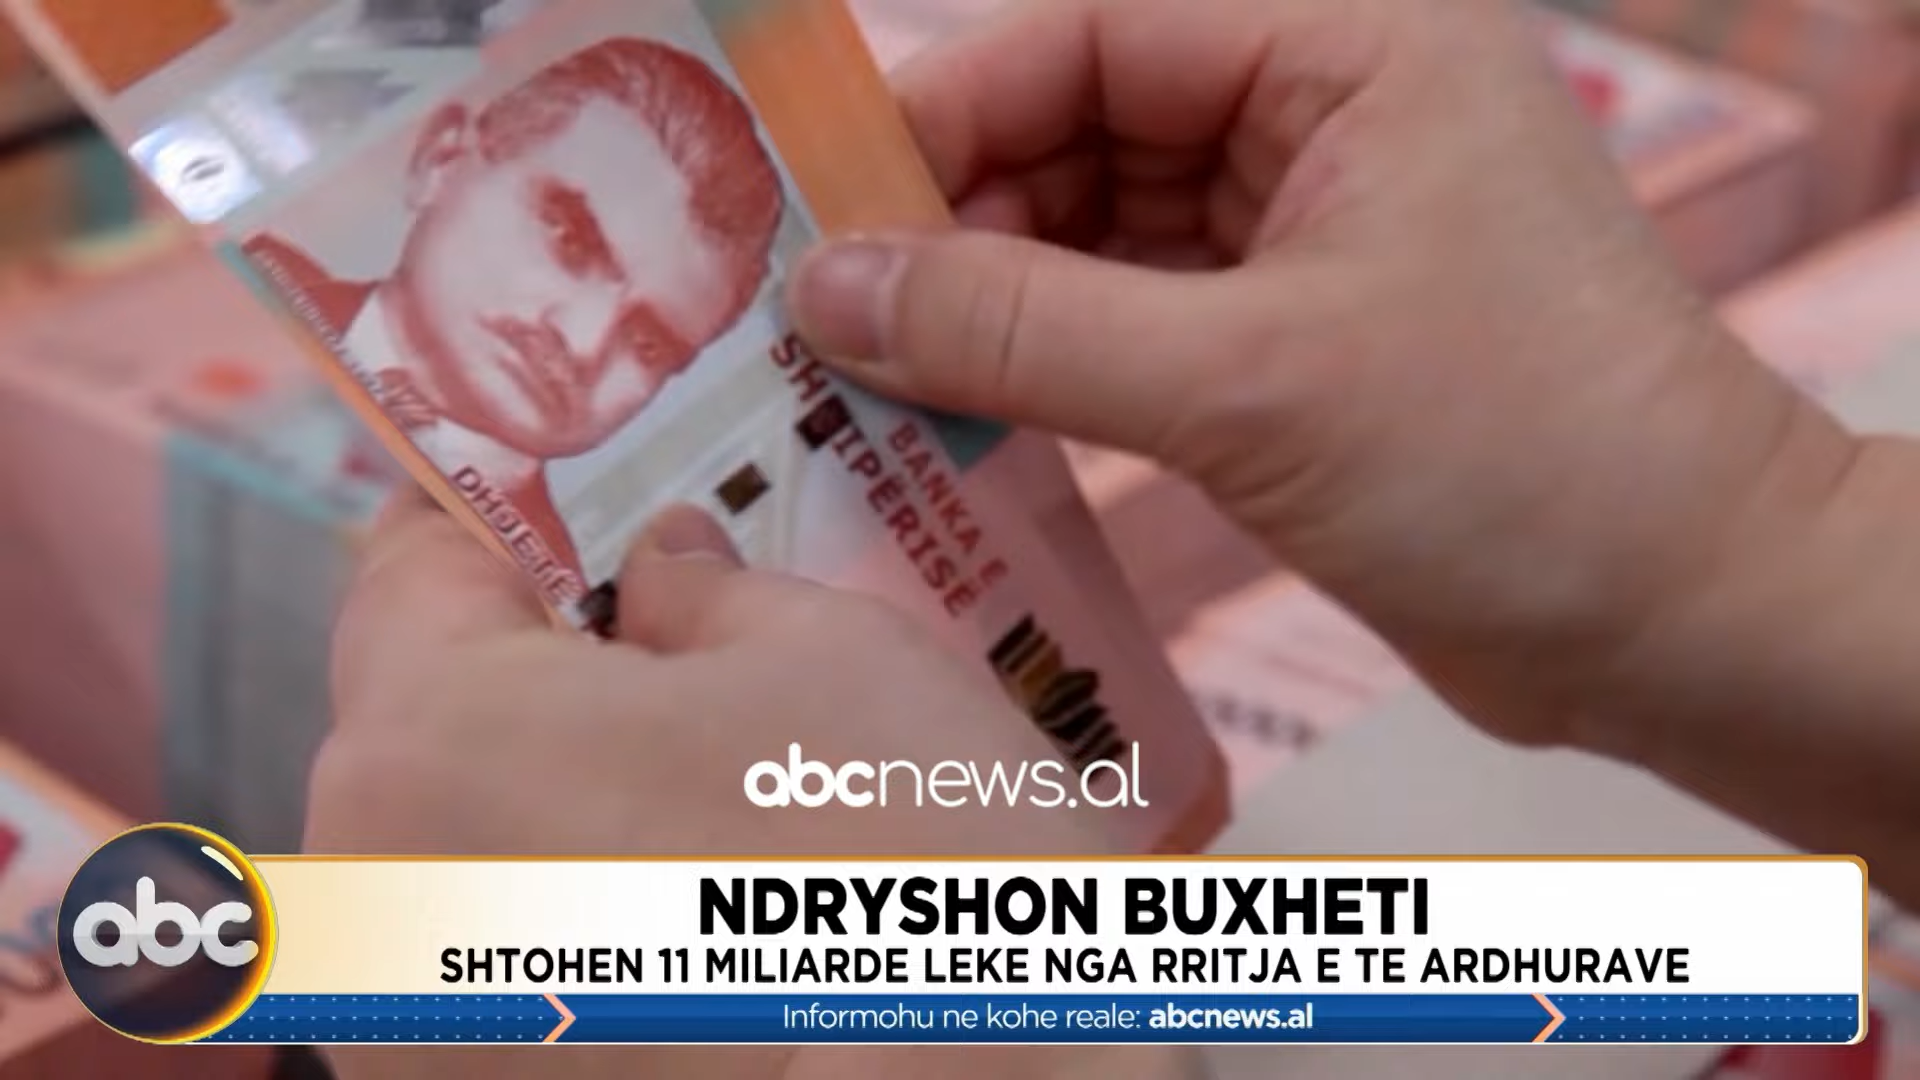 SHQIPËRISË
BANKA E
DHJETË
abcnews.al
abc
NDRYSHON BUXHETI
SHTOHEN 11 MILIARDE LEKE NGA RRITJA E TE ARDHURAVE
Informohu ne kohe reale: abcnews.al